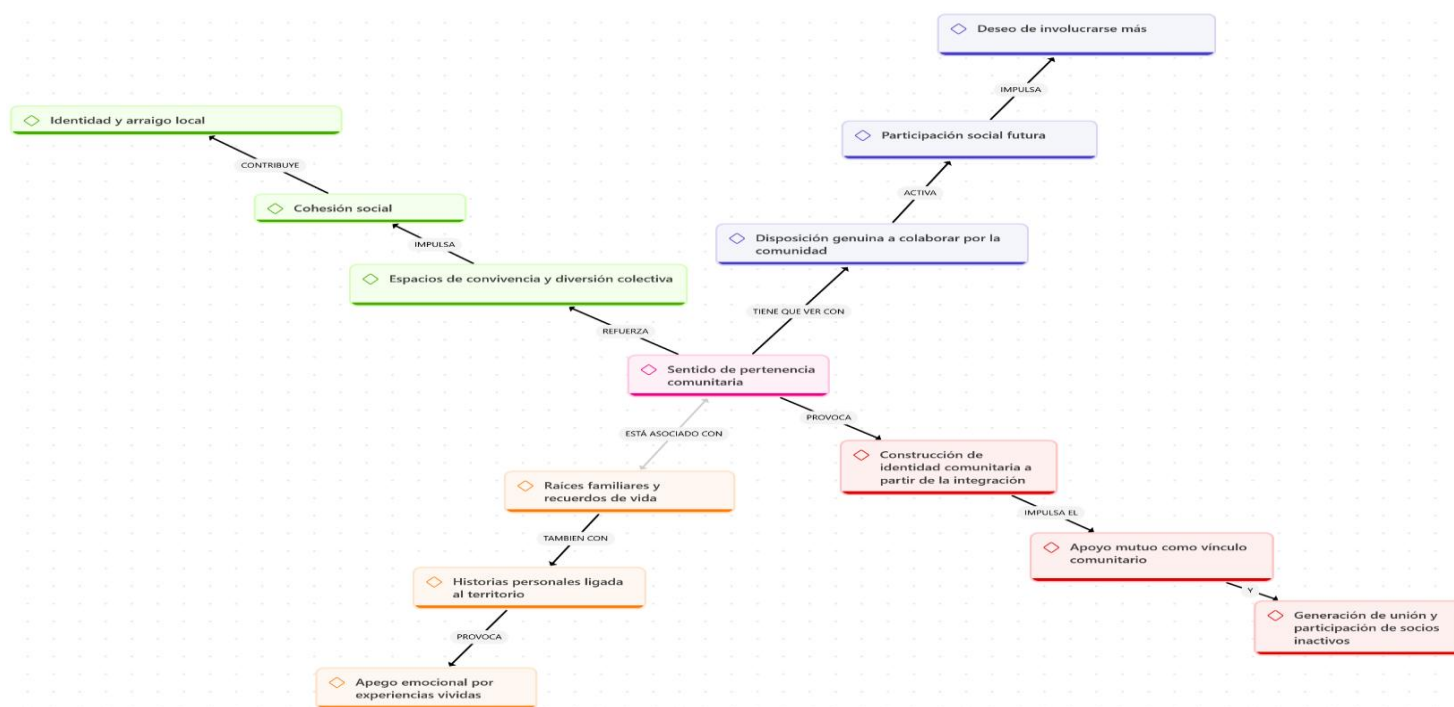 Deseo de involucrarse más
IMPULSA
Identidad y arraigo local
Participación social futura
CONTRIBUYE
ACTIVA
Cohesión social
Disposición genuina a colaborar por la
comunidad
IMPULSA
Espacios de convivencia y diversión colectiva
TIENE QUE VER CON
REFUERZA
Sentido de pertenencia
comunitaria
PROVOCA
ESTÁ ASOCIADO CON
Construcción de
identidad comunitaria a
partir de la integración
Raíces familiares y
recuerdos de vida
IMPULSA EL
TAMBIEN CON
Apoyo mutuo como vínculo
comunitario
Historias personales ligada
al territorio
Y
Generación de unión y
participación de socios
inactivos
PROVOCA
Apego emocional por
experiencias vividas